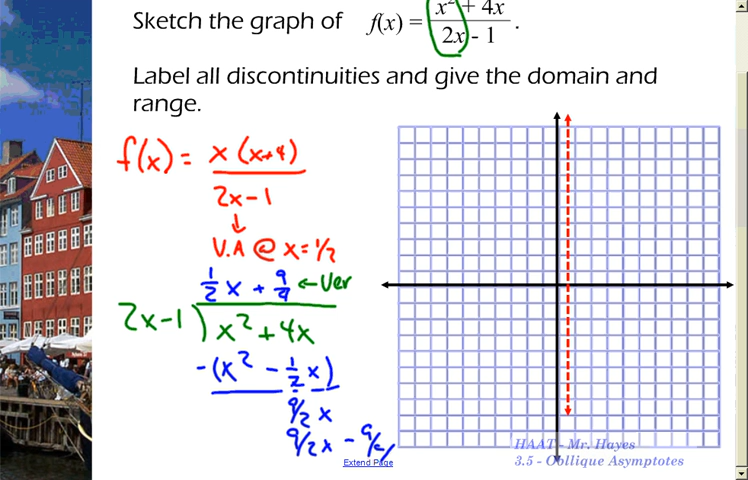 Sketch the graph of f(x) = x² + 4x / 2x - 1 .
Label all discontinuities and give the domain and
range.
f(x) = x (x+4) / 2x-1
↓
V.A @ x = 1/2
1/2 x + 9/4 ← Ver
2x-1 ) x² + 4x
-(x² - 1/2 x)
9/2 x
9/2 x - 9/4
HAAT - Mr. Hayes
3.5 - Oblique Asymptotes
Extend Page